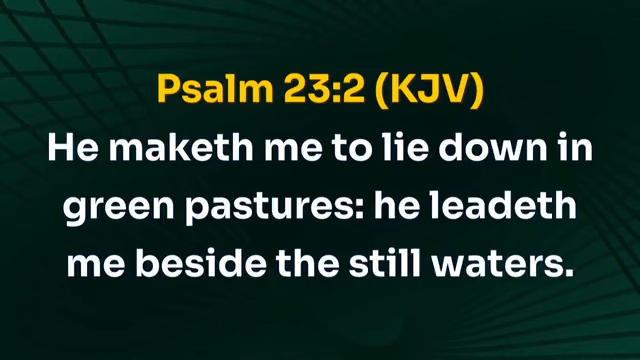 Psalm 23:2 (KJV)
He maketh me to lie down in
green pastures: he leadeth
me beside the still waters.